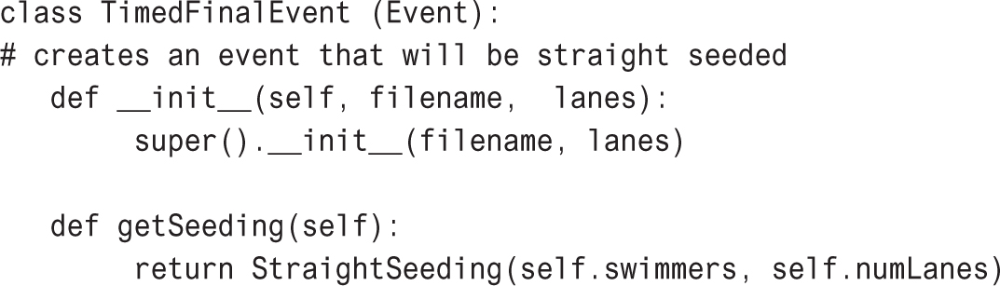 class TimedFinalEvent (Event):
# creates an event that will be straight seeded
   def __init__(self, filename,  lanes):
        super().__init__(filename, lanes)

   def getSeeding(self):
        return StraightSeeding(self.swimmers, self.numLanes)